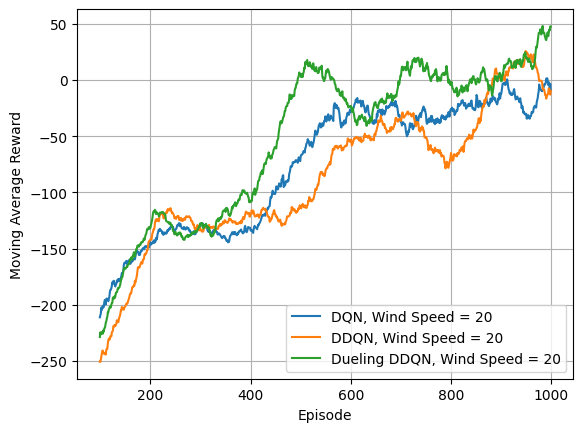 50
0
−50
−100
−150
−200
−250
Moving Average Reward
DQN, Wind Speed = 20
DDQN, Wind Speed = 20
Dueling DDQN, Wind Speed = 20
200
400
600
800
1000
Episode